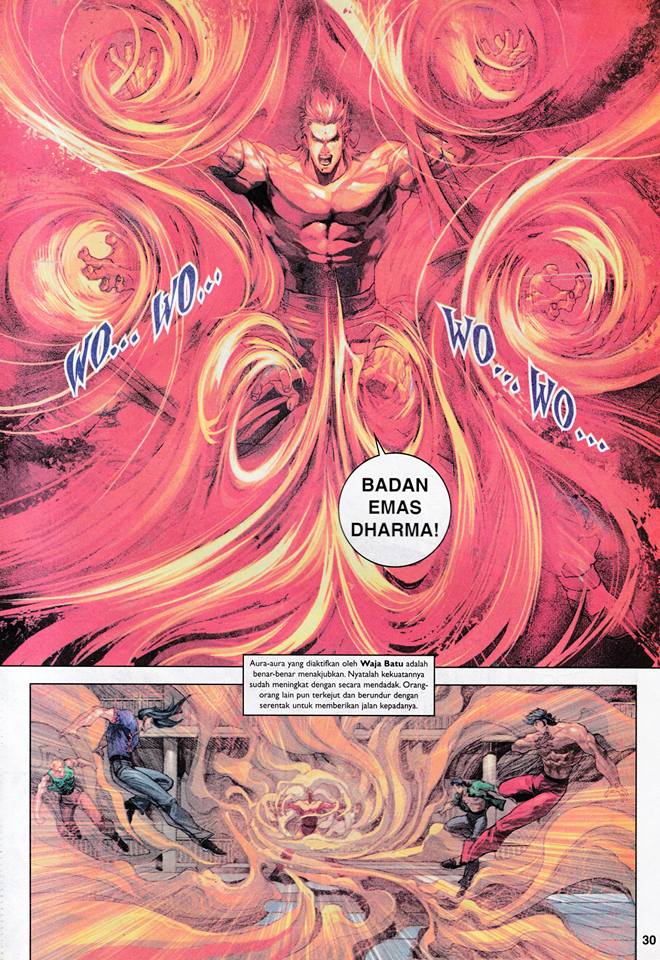 WO... WO...
WO... WO...
BADAN
EMAS
DHARMA!
Aura-aura yang diaktifkan oleh Waja Batu adalah
benar-benar menakjubkan. Nyatalah kekuatannya
sudah meningkat dengan secara mendadak. Orang-
orang lain pun terkejut dan berundur dengan
serentak untuk memberikan jalan kepadanya.
30